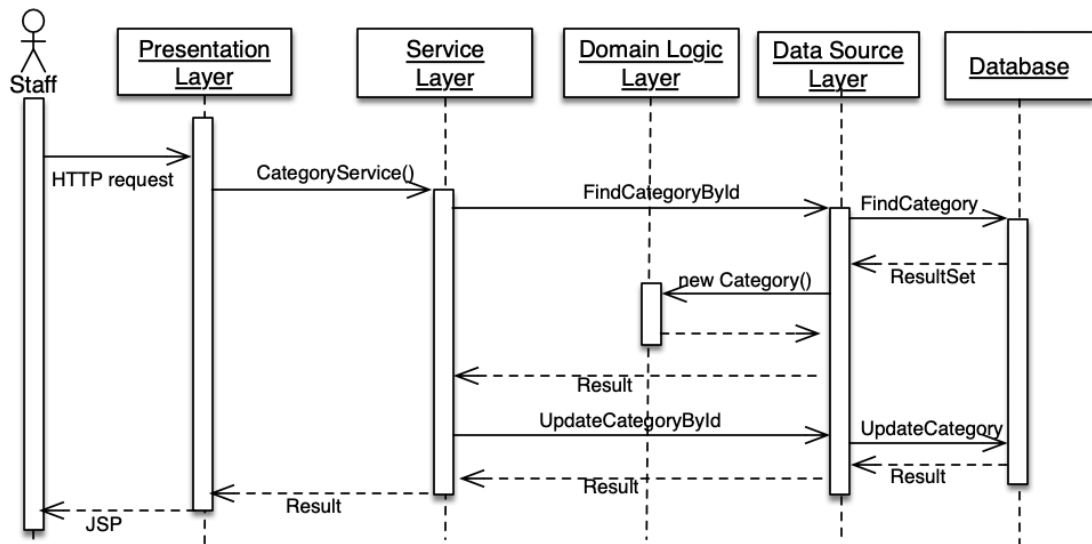 Staff
Presentation
Layer
Service
Layer
Domain Logic
Layer
Data Source
Layer
Database
HTTP request
CategoryService()
FindCategoryById
FindCategory
ResultSet
new Category()
Result
UpdateCategoryById
UpdateCategory
Result
Result
Result
JSP